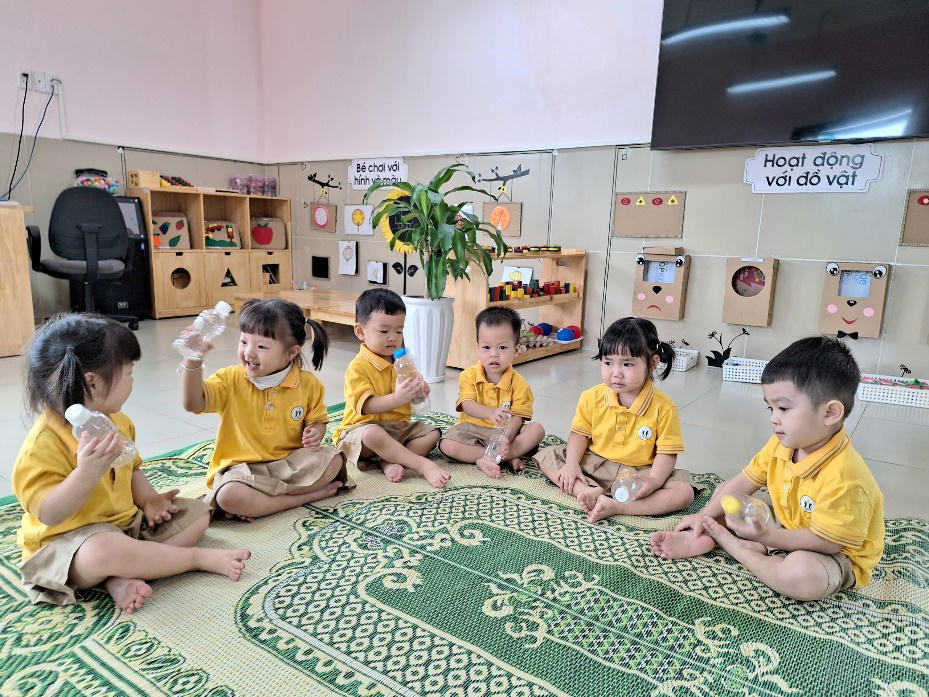 Bé chơi với
hình và màu
Hoạt động
với đồ vật